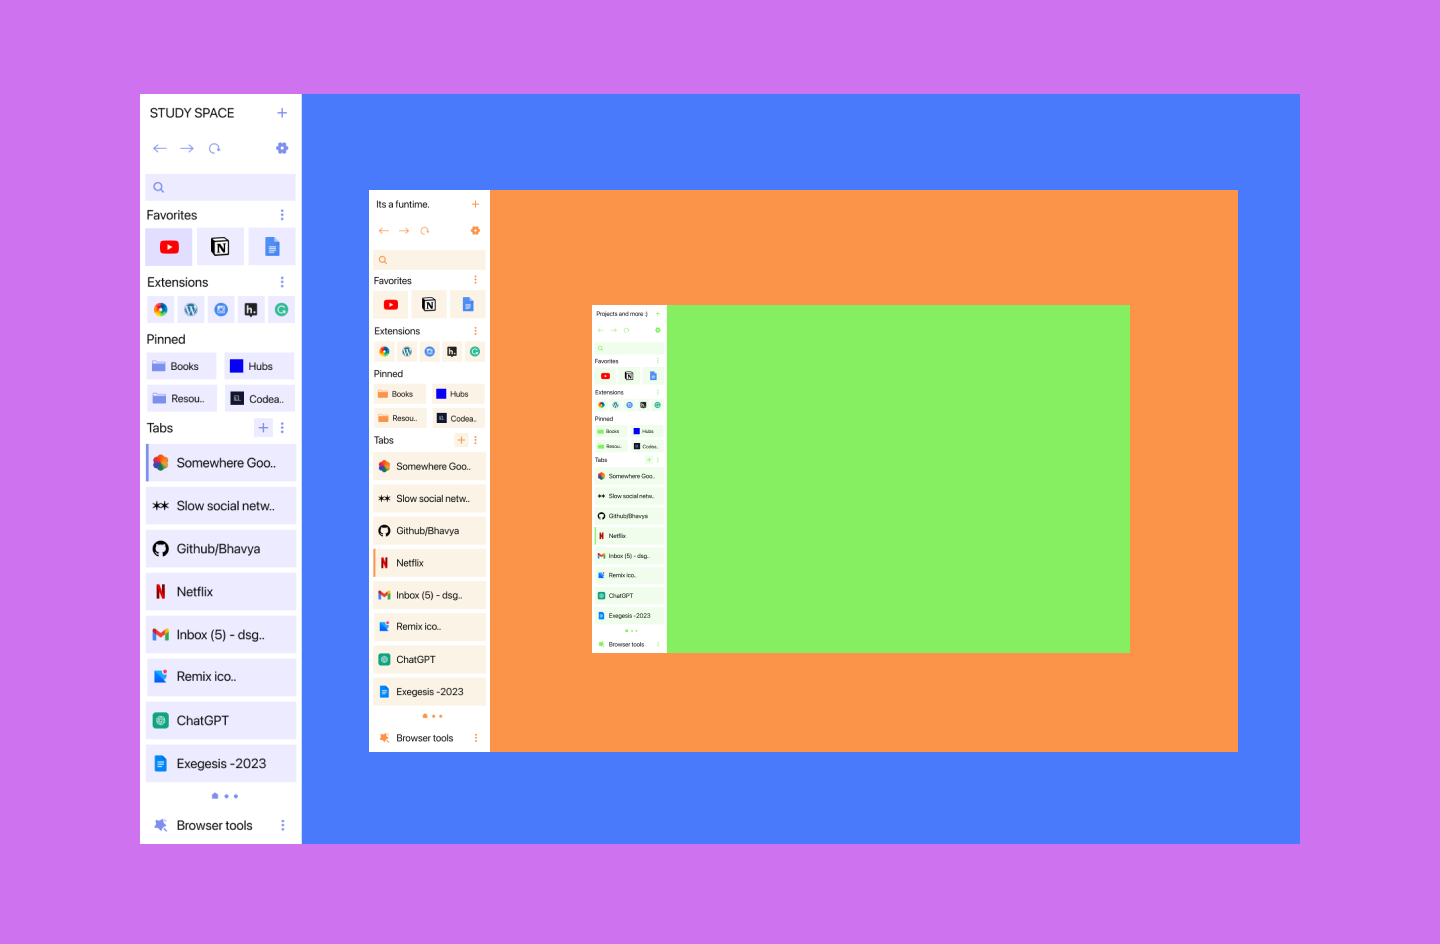 STUDY SPACE
Favorites
Extensions
Pinned
Books Hubs
Resou.. Codea..
Tabs
Somewhere Goo..
Slow social netw..
Github/Bhavya
Netflix
Inbox (5) - dsg..
Remix ico..
ChatGPT
Exegesis -2023
Browser tools
Its a funtime.
Favorites
Extensions
Pinned
Books Hubs
Resou.. Codea..
Tabs
Somewhere Goo..
Slow social netw..
Github/Bhavya
Netflix
Inbox (5) - dsg..
Remix ico..
ChatGPT
Exegesis -2023
Browser tools
Projects and more :)
Favorites
Extensions
Pinned
Books Hubs
Resou.. Codea..
Tabs
Somewhere Goo..
Slow social netw..
Github/Bhavya
Netflix
Inbox (5) - dsg..
Remix ico..
ChatGPT
Exegesis -2023
Browser tools